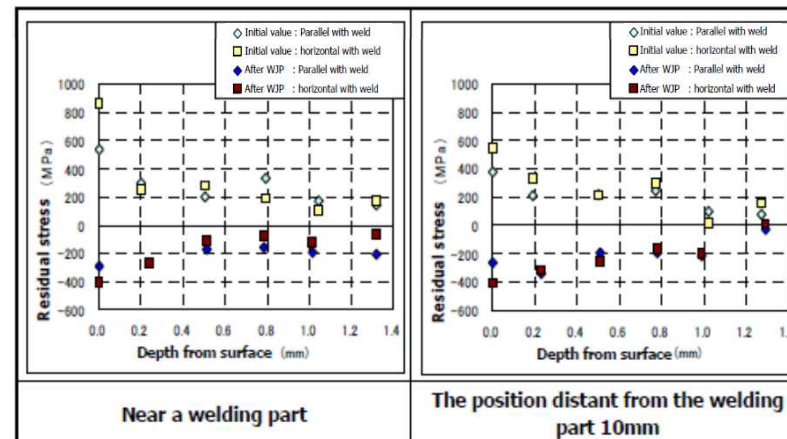 Initial value : Parallel with weld
Initial value : horizontal with weld
After WJP : Parallel with weld
After WJP : horizontal with weld
1000
800
600
400
200
0
-200
-400
-600
Residual stress (MPa)
0.0 0.2 0.4 0.6 0.8 1.0 1.2 1.4
Depth from surface (mm)
Near a welding part
Initial value : Parallel with weld
Initial value : horizontal with weld
After WJP : Parallel with weld
After WJP : horizontal with weld
1000
800
600
400
200
0
-200
-400
-600
Residual stress (MPa)
0.0 0.2 0.4 0.6 0.8 1.0 1.2
Depth from surface (mm)
The position distant from the welding
part 10mm